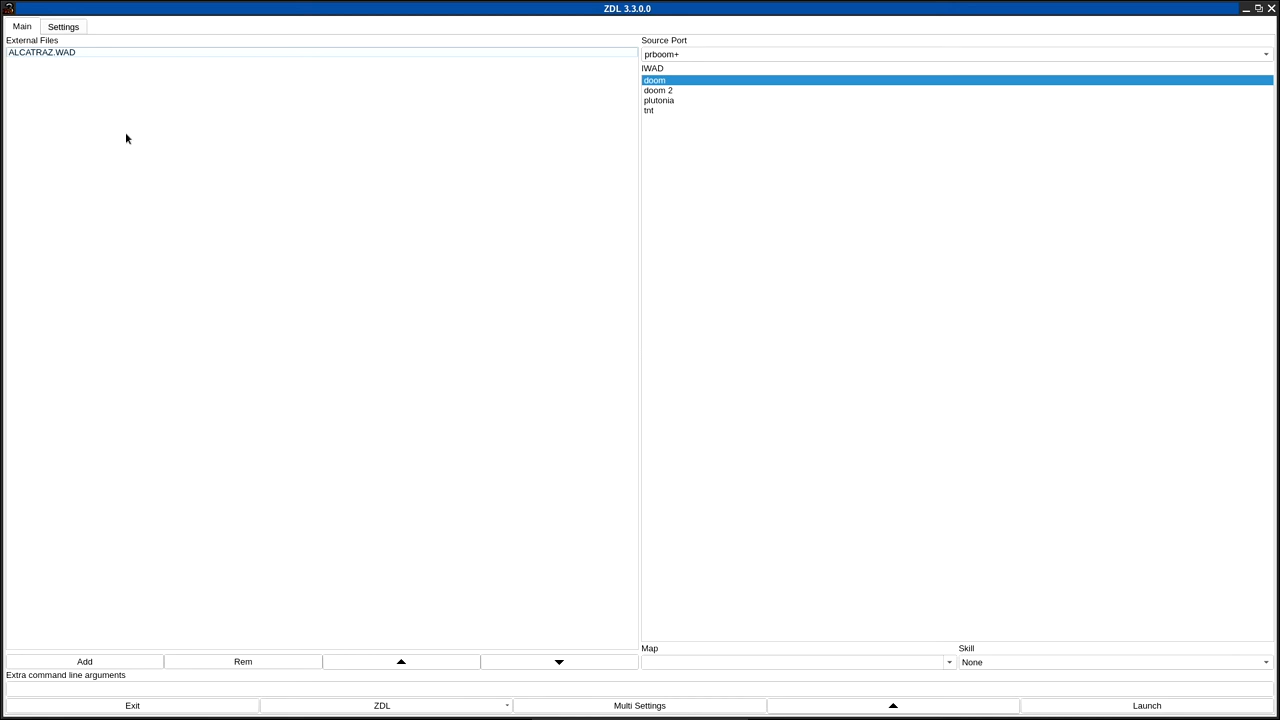 ZDL 3.3.0.0
Main Settings
External Files
ALCATRAZ.WAD
Add Rem
Source Port
prboom+
IWAD
doom
doom 2
plutonia
tnt
Map Skill
None
Extra command line arguments
Exit ZDL Multi Settings Launch